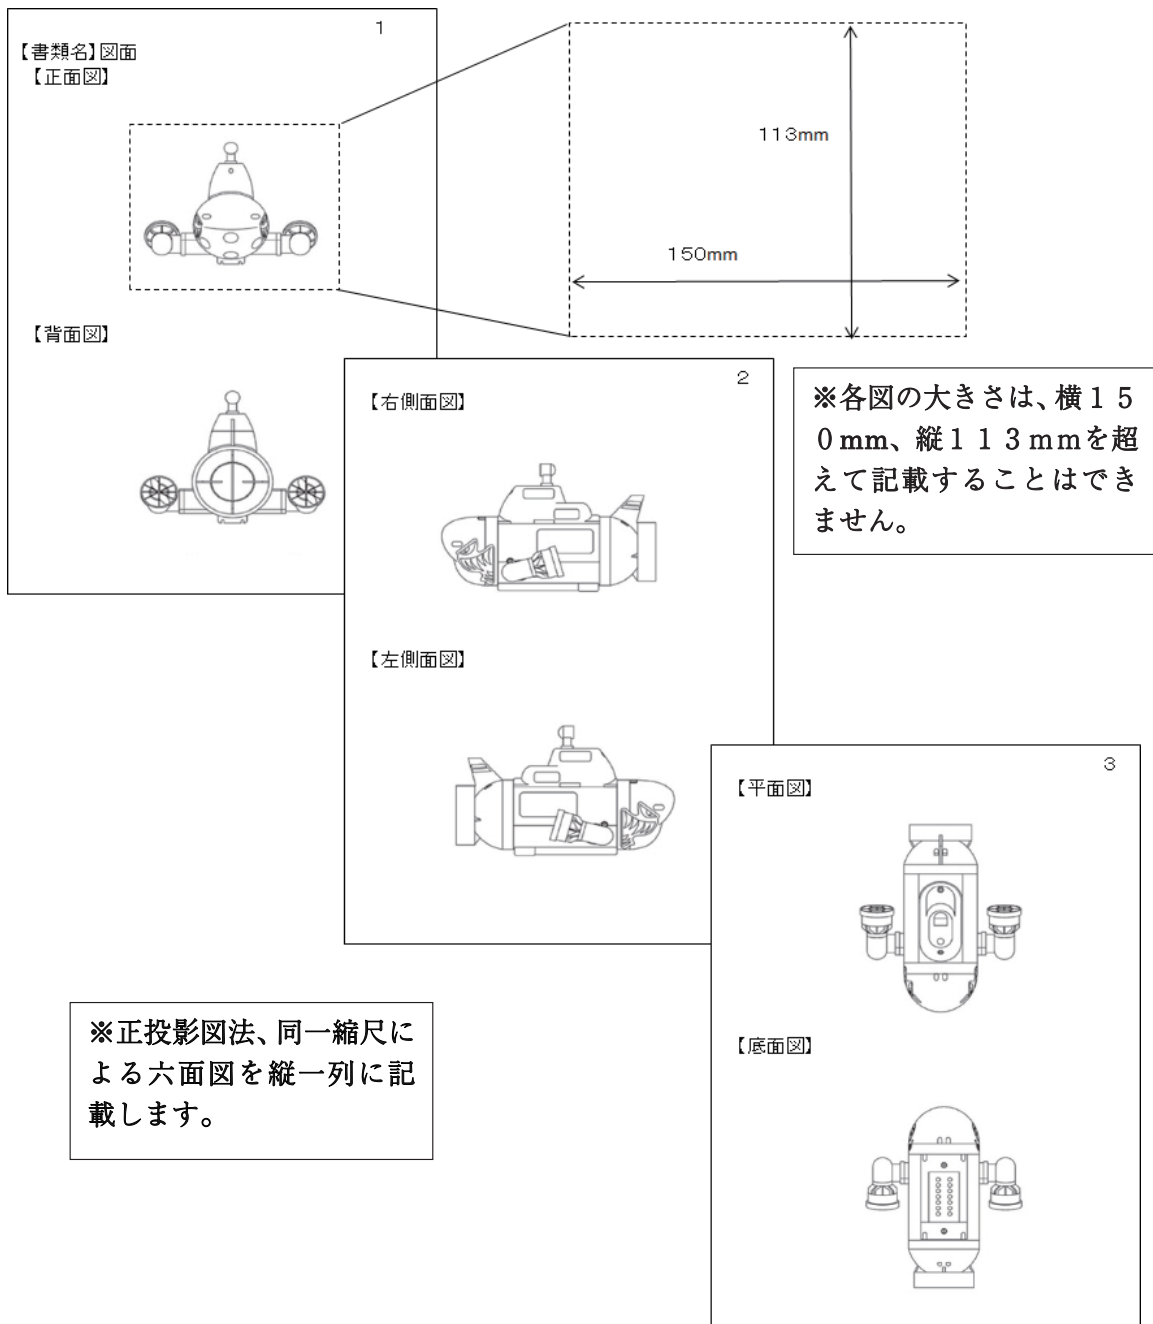 1
【書類名】図面
【正面図】
113mm
150mm
【背面図】
2
【右側面図】
※各図の大きさは、横15
0mm、縦113mmを超
えて記載することはでき
ません。
【左側面図】
3
【平面図】
※正投影図法、同一縮尺に
よる六面図を縦一列に記
載します。
【底面図】